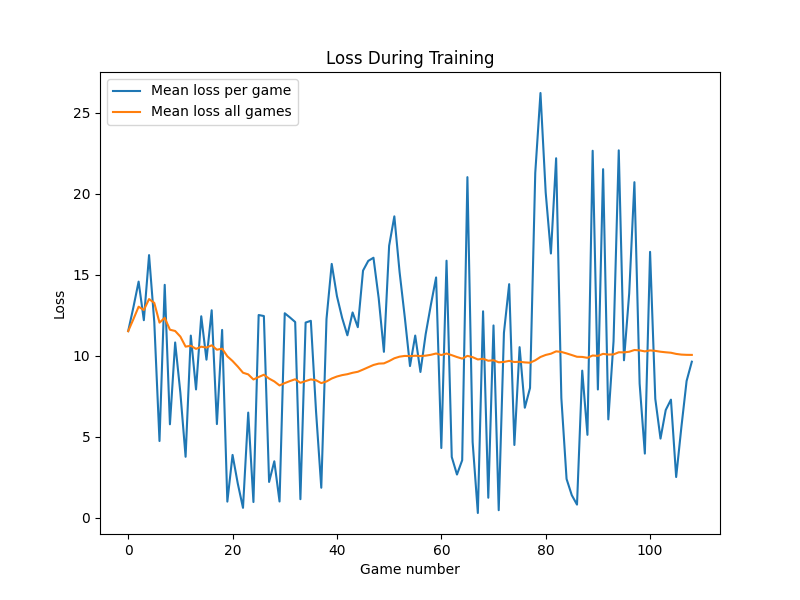 Loss During Training
Mean loss per game
Mean loss all games
25
20
15
10
5
0
Loss
0 20 40 60 80 100
Game number